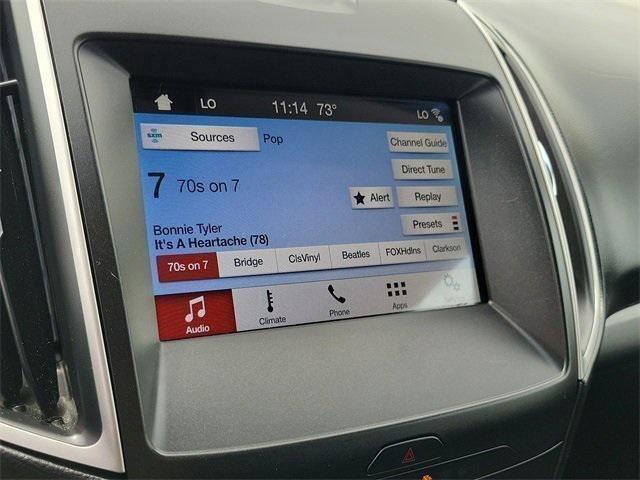 LO 11:14 73° LO
sxm Sources Pop Channel Guide
Direct Tune
7 70s on 7 Alert Replay
Presets
Bonnie Tyler
It's A Heartache (78)
70s on 7 Bridge ClsVinyl Beatles FOXHdlns Clarkson
Audio Climate Phone Apps